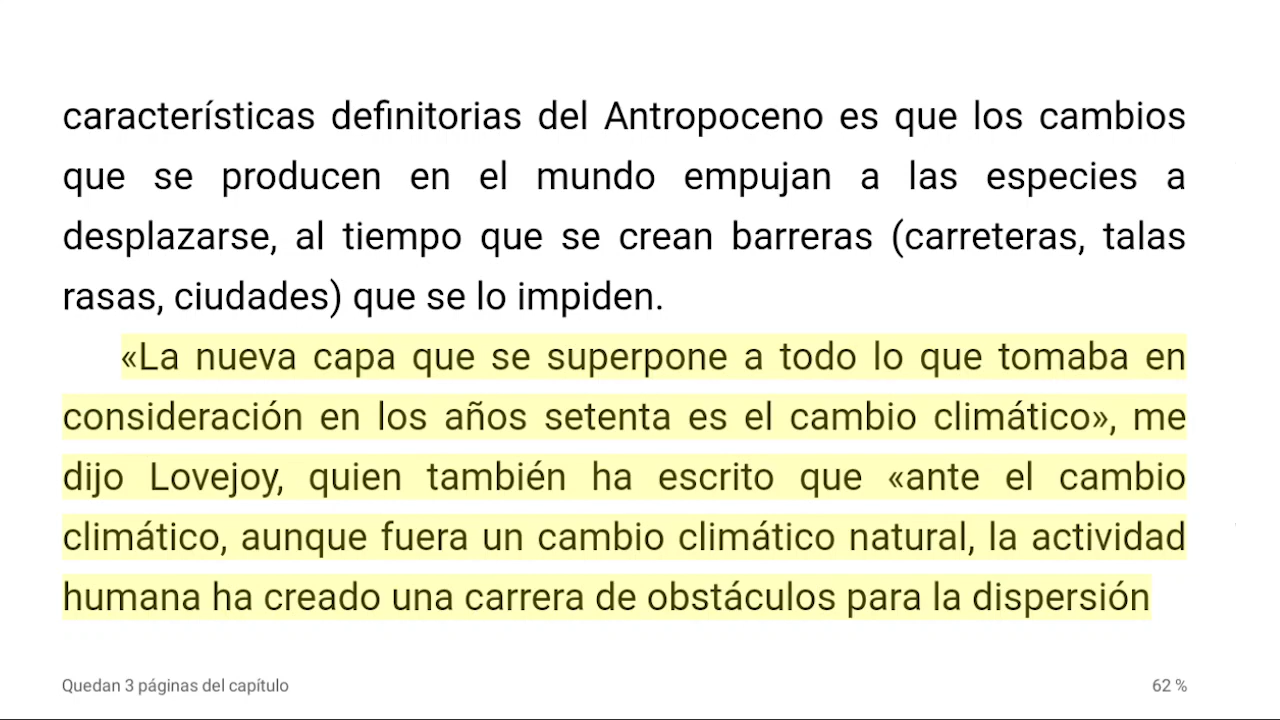 características definitorias del Antropoceno es que los cambios
que se producen en el mundo empujan a las especies a
desplazarse, al tiempo que se crean barreras (carreteras, talas
rasas, ciudades) que se lo impiden.
«La nueva capa que se superpone a todo lo que tomaba en
consideración en los años setenta es el cambio climático», me
dijo Lovejoy, quien también ha escrito que «ante el cambio
climático, aunque fuera un cambio climático natural, la actividad
humana ha creado una carrera de obstáculos para la dispersión
Quedan 3 páginas del capítulo
62 %